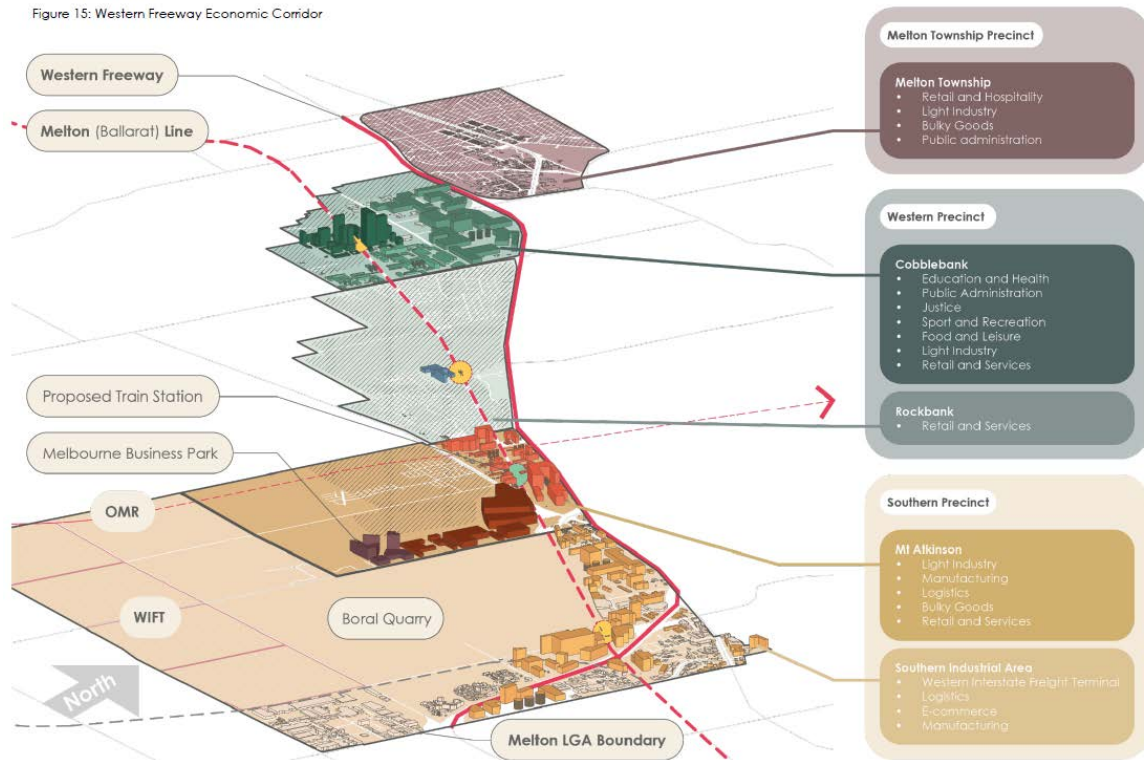 Figure 15: Western Freeway Economic Corridor
Western Freeway
Melton (Ballarat) Line
Proposed Train Station
Melbourne Business Park
OMR
WIFT
Boral Quarry
North
Melton LGA Boundary
Melton Township Precinct
Melton Township
• Retail and Hospitality
• Light Industry
• Bulky Goods
• Public administration
Western Precinct
Cobblebank
• Education and Health
• Public Administration
• Justice
• Sport and Recreation
• Food and Leisure
• Light Industry
• Retail and Services
Rockbank
• Retail and Services
Southern Precinct
Mt Atkinson
• Light Industry
• Manufacturing
• Logistics
• Bulky Goods
• Retail and Services
Southern Industrial Area
• Western Interstate Freight Terminal
• Logistics
• E-commerce
• Manufacturing